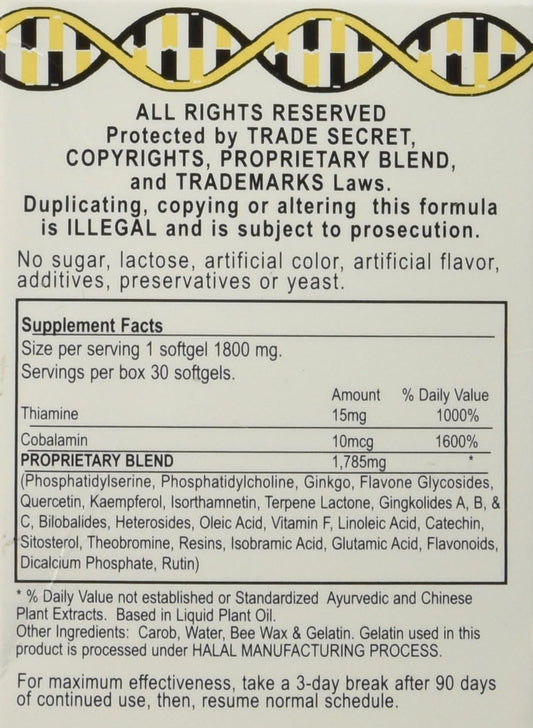 ALL RIGHTS RESERVED
Protected by TRADE SECRET,
COPYRIGHTS, PROPRIETARY BLEND,
and TRADEMARKS Laws.
Duplicating, copying or altering this formula
is ILLEGAL and is subject to prosecution.
No sugar, lactose, artificial color, artificial flavor,
additives, preservatives or yeast.
Supplement Facts
Size per serving 1 softgel 1800 mg.
Servings per box 30 softgels.
Amount % Daily Value
Thiamine 15mg 1000%
Cobalamin 10mcg 1600%
PROPRIETARY BLEND 1,785mg *
(Phosphatidylserine, Phosphatidylcholine, Ginkgo, Flavone Glycosides,
Quercetin, Kaempferol, Isorthamnetin, Terpene Lactone, Gingkolides A, B, &
C, Bilobalides, Heterosides, Oleic Acid, Vitamin F, Linoleic Acid, Catechin,
Sitosterol, Theobromine, Resins, Isobramic Acid, Glutamic Acid, Flavonoids,
Dicalcium Phosphate, Rutin)
* % Daily Value not established or Standardized Ayurvedic and Chinese
Plant Extracts. Based in Liquid Plant Oil.
Other Ingredients: Carob, Water, Bee Wax & Gelatin. Gelatin used in this
product is processed under HALAL MANUFACTURING PROCESS.
For maximum effectiveness, take a 3-day break after 90 days
of continued use, then, resume normal schedule.